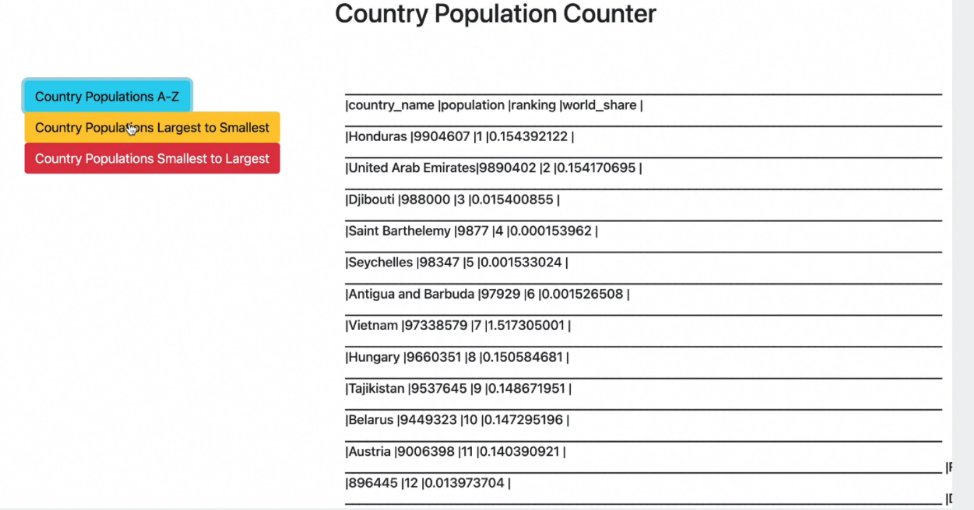 Country Population Counter
Country Populations A-Z
Country Populations Largest to Smallest
Country Populations Smallest to Largest
|country_name |population |ranking |world_share |
|Honduras |9904607 |1 |0.154392122 |
|United Arab Emirates|9890402 |2 |0.154170695 |
|Djibouti |988000 |3 |0.015400855 |
|Saint Barthelemy |9877 |4 |0.000153962 |
|Seychelles |98347 |5 |0.001533024 |
|Antigua and Barbuda |97929 |6 |0.001526508 |
|Vietnam |97338579 |7 |1.517305001 |
|Hungary |9660351 |8 |0.150584681 |
|Tajikistan |9537645 |9 |0.148671951 |
|Belarus |9449323 |10 |0.147295196 |
|Austria |9006398 |11 |0.140390921 |
|896445 |12 |0.013973704 |